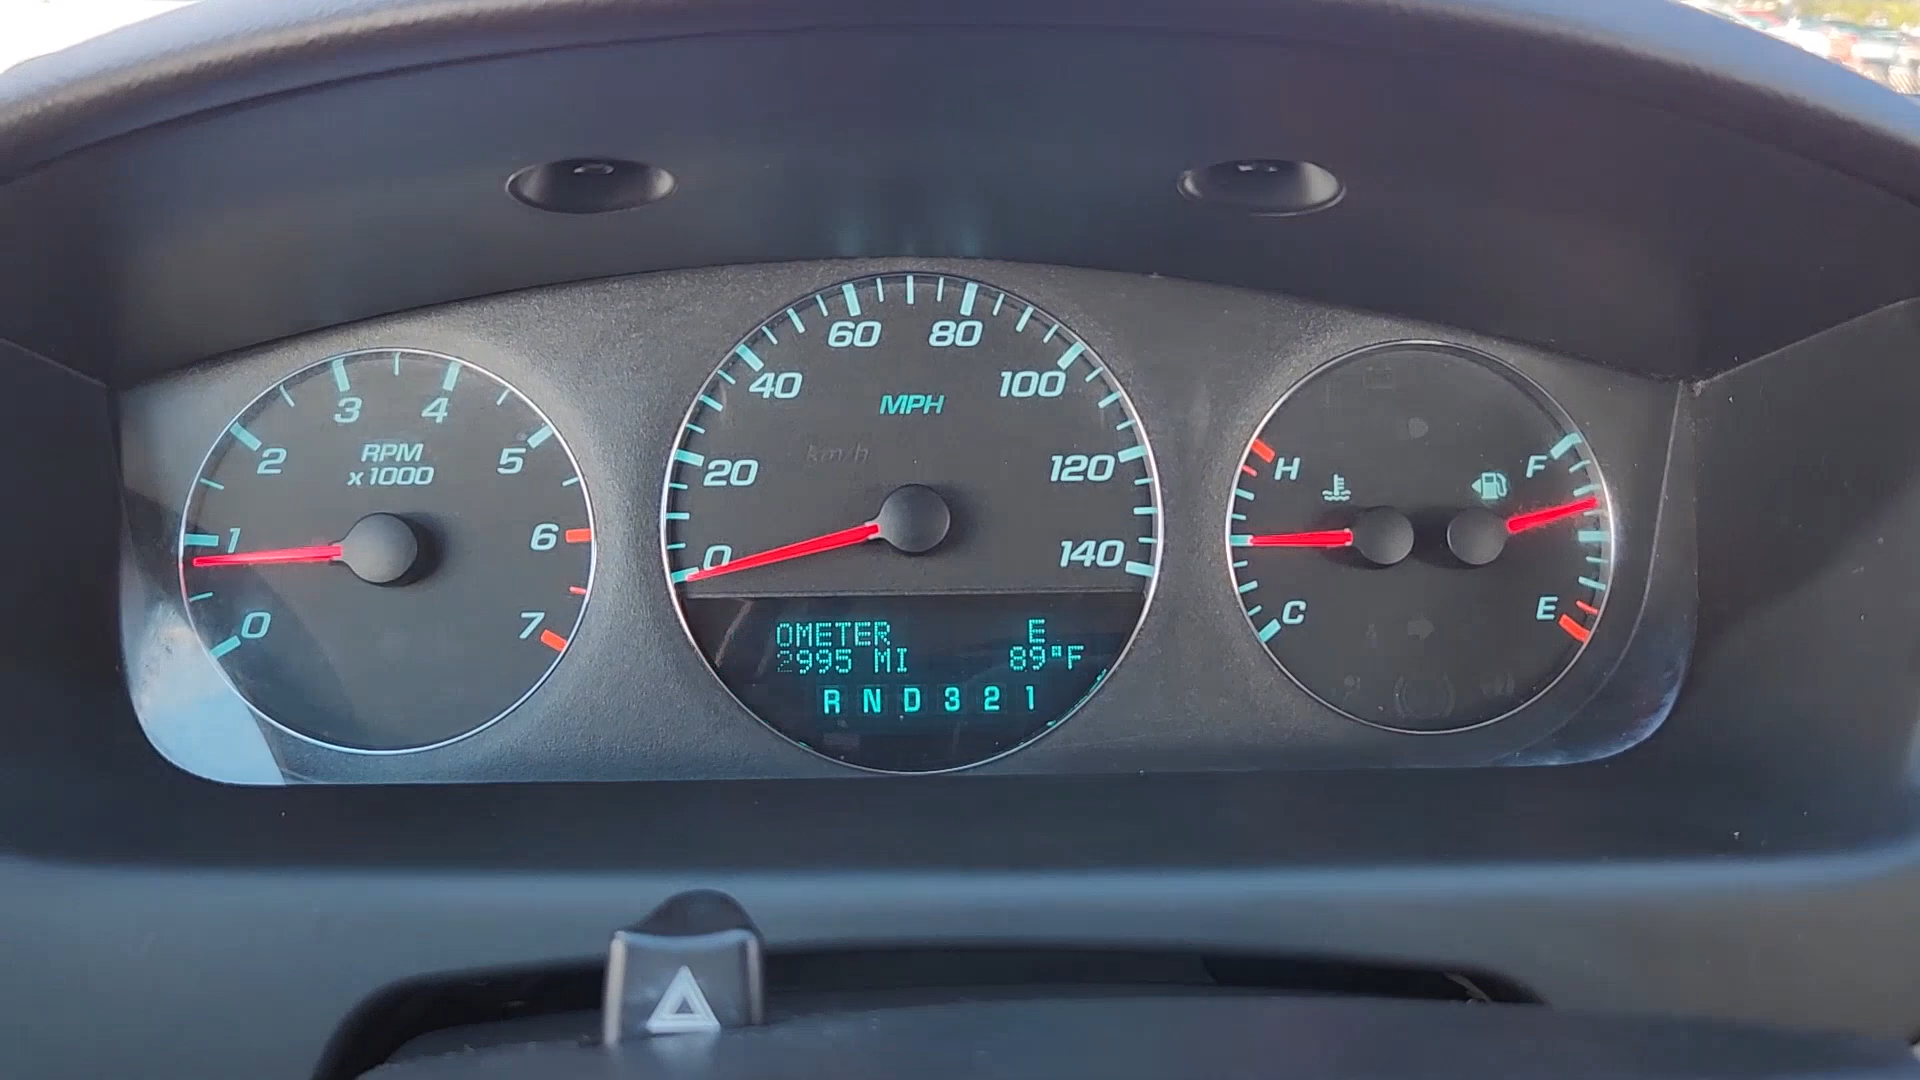 60 80
40 100
MPH
km/h
20 120
0 140
3 4
2 5
RPM
x1000
1 6
0 7
H F
C E
OMETER E
2995 MI 89°F
R N D 3 2 1